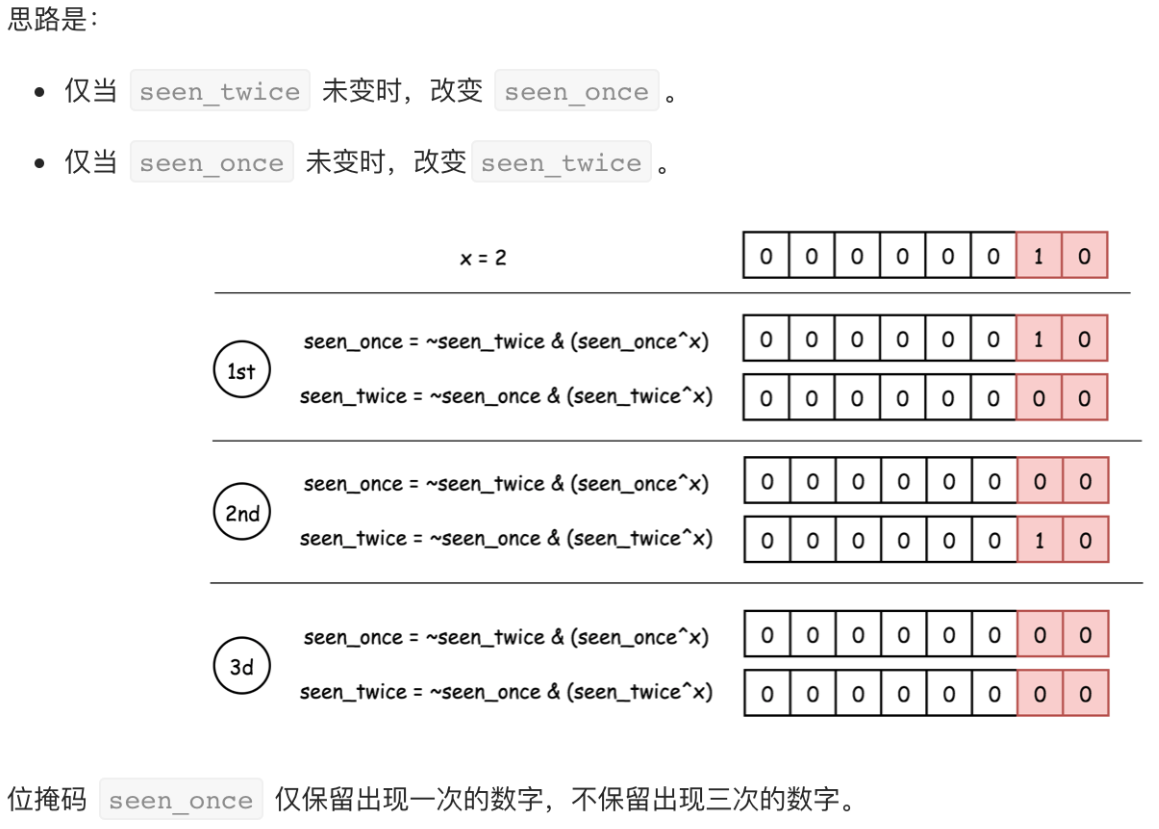 思路是：
• 仅当 seen_twice 未变时，改变 seen_once 。
• 仅当 seen_once 未变时，改变 seen_twice 。
x = 2 0 0 0 0 0 0 1 0
1st
seen_once = ~seen_twice & (seen_once^x) 0 0 0 0 0 0 1 0
seen_twice = ~seen_once & (seen_twice^x) 0 0 0 0 0 0 0 0
2nd
seen_once = ~seen_twice & (seen_once^x) 0 0 0 0 0 0 0 0
seen_twice = ~seen_once & (seen_twice^x) 0 0 0 0 0 0 1 0
3d
seen_once = ~seen_twice & (seen_once^x) 0 0 0 0 0 0 0 0
seen_twice = ~seen_once & (seen_twice^x) 0 0 0 0 0 0 0 0
位掩码 seen_once 仅保留出现一次的数字，不保留出现三次的数字。